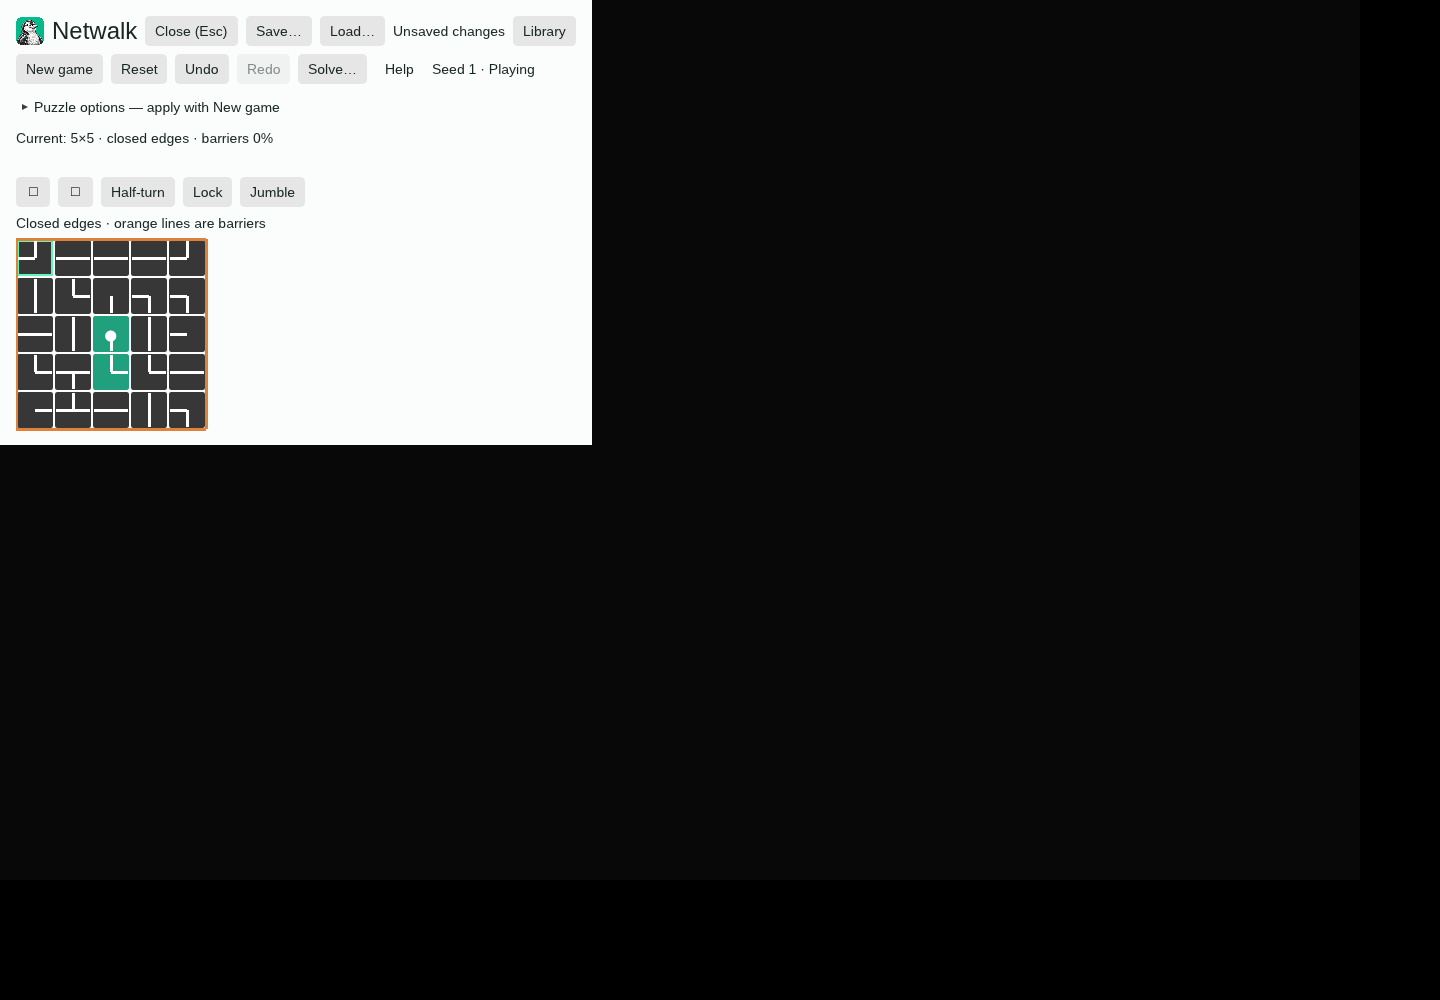 Netwalk Close (Esc) Save… Load… Unsaved changes Library
New game Reset Undo Redo Solve… Help Seed 1 · Playing
▸ Puzzle options — apply with New game
Current: 5×5 · closed edges · barriers 0%
□ □ Half-turn Lock Jumble
Closed edges · orange lines are barriers